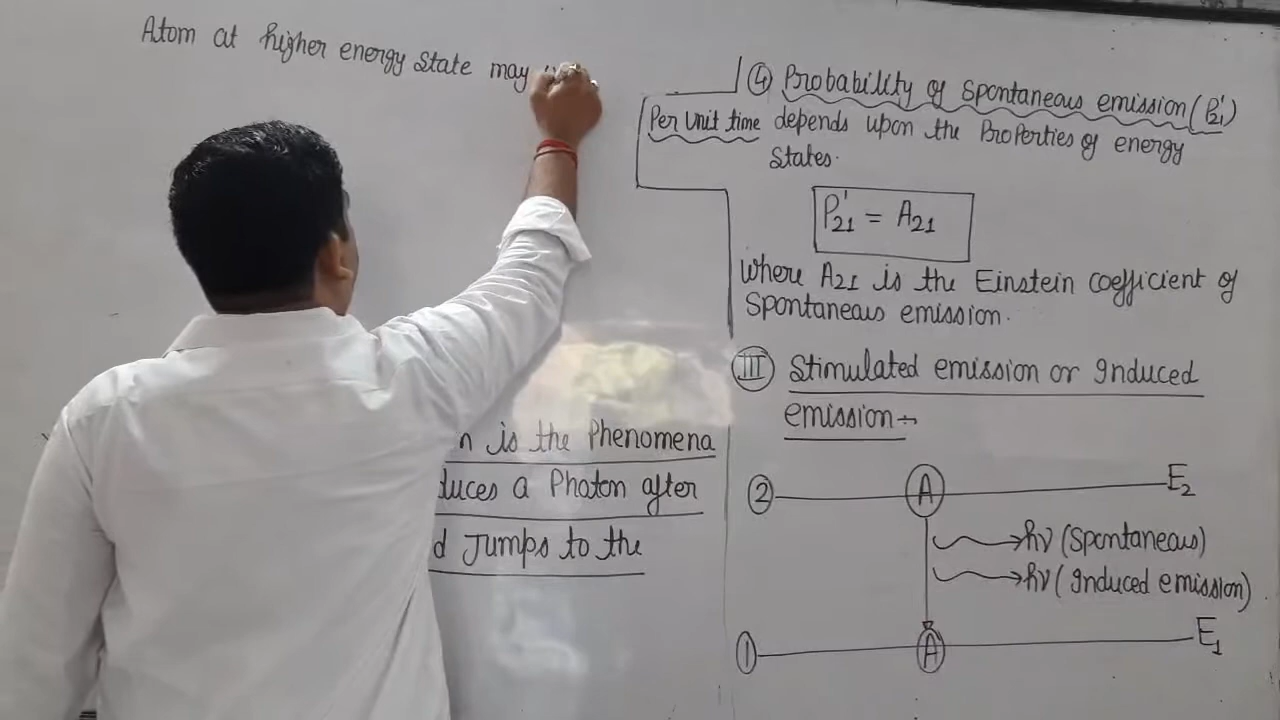 Atom at higher energy state may
n is the Phenomena
duces a Photon after
d Jumps to the
④ Probability of spontaneous emission (P'21)
Per Unit time depends upon the Properties of energy
States.
P'21 = A21
where A21 is the Einstein coefficient of
Spontaneous emission.
III Stimulated emission or Induced
emission →
② A E2
hν (Spontaneous)
hν (Induced emission)
① A E1